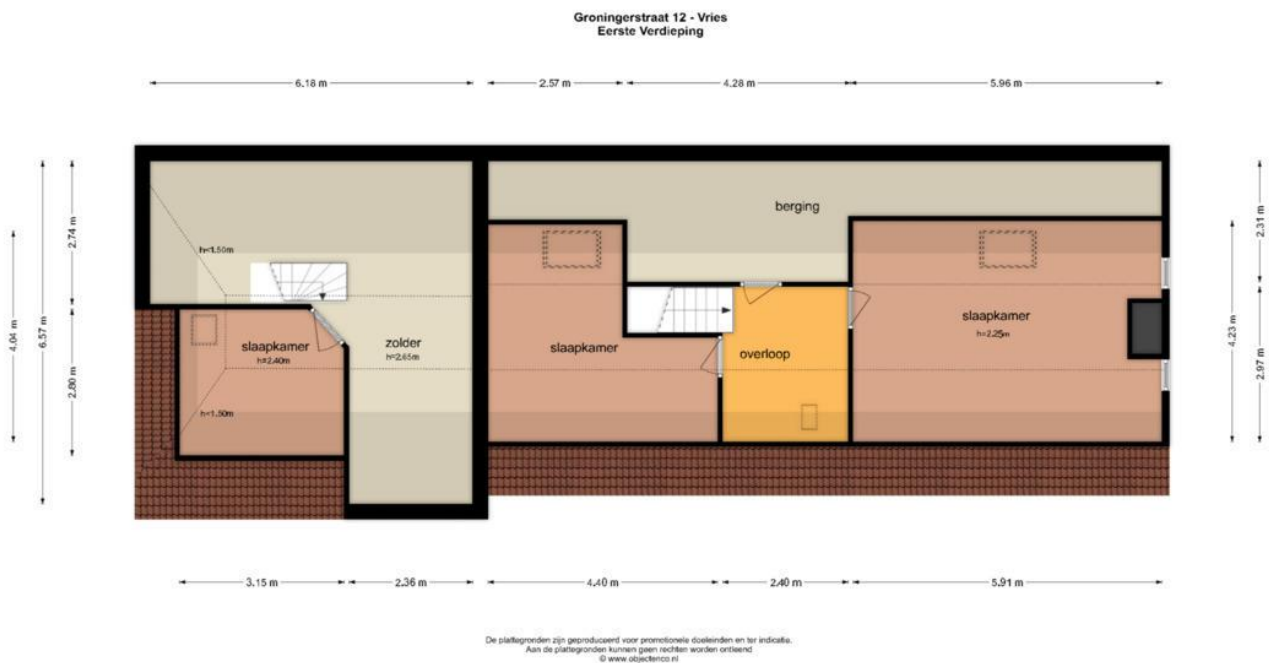 Groningerstraat 12 - Vries
Eerste Verdieping
6.18 m
2.57 m
4.28 m
5.96 m
4.04 m
6.57 m
2.74 m
2.80 m
h<1.50m
slaapkamer
h=2.40m
h<1.50m
zolder
h=2.65m
slaapkamer
berging
overloop
slaapkamer
h=2.25m
4.23 m
2.31 m
2.97 m
3.15 m
2.36 m
4.40 m
2.40 m
5.91 m
De plattegronden zijn geproduceerd voor promotionele doeleinden en ter indicatie.
Aan de plattegronden kunnen geen rechten worden ontleend
© www.objectenco.nl